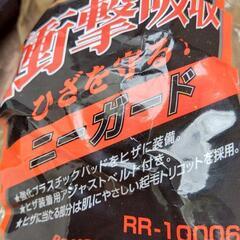 衝撃吸収
ひざを守る!
ニーガード
★強化プラスチックパッドをヒザに装備。
★ヒザ装着用アジャストベルト付き。
★ヒザに当たる部分は肌にやさしい起毛トリコットを採用。
RR-10006